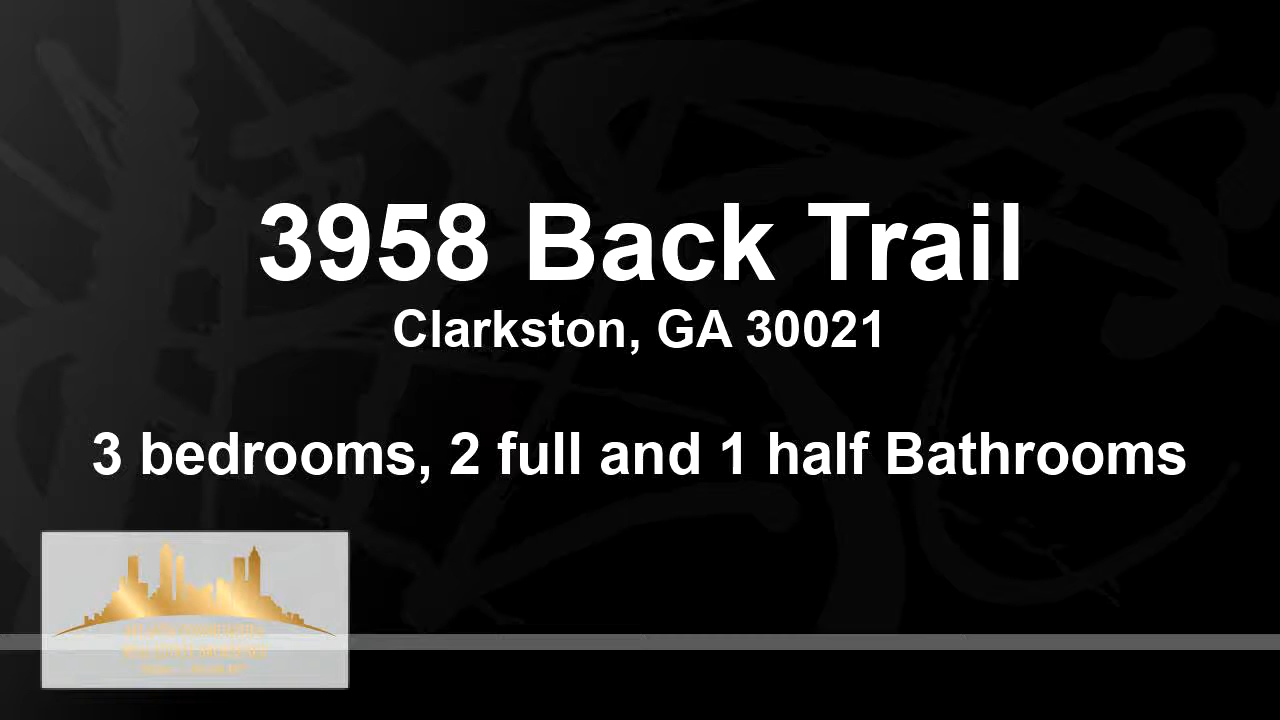 3958 Back Trail
Clarkston, GA 30021
3 bedrooms, 2 full and 1 half Bathrooms